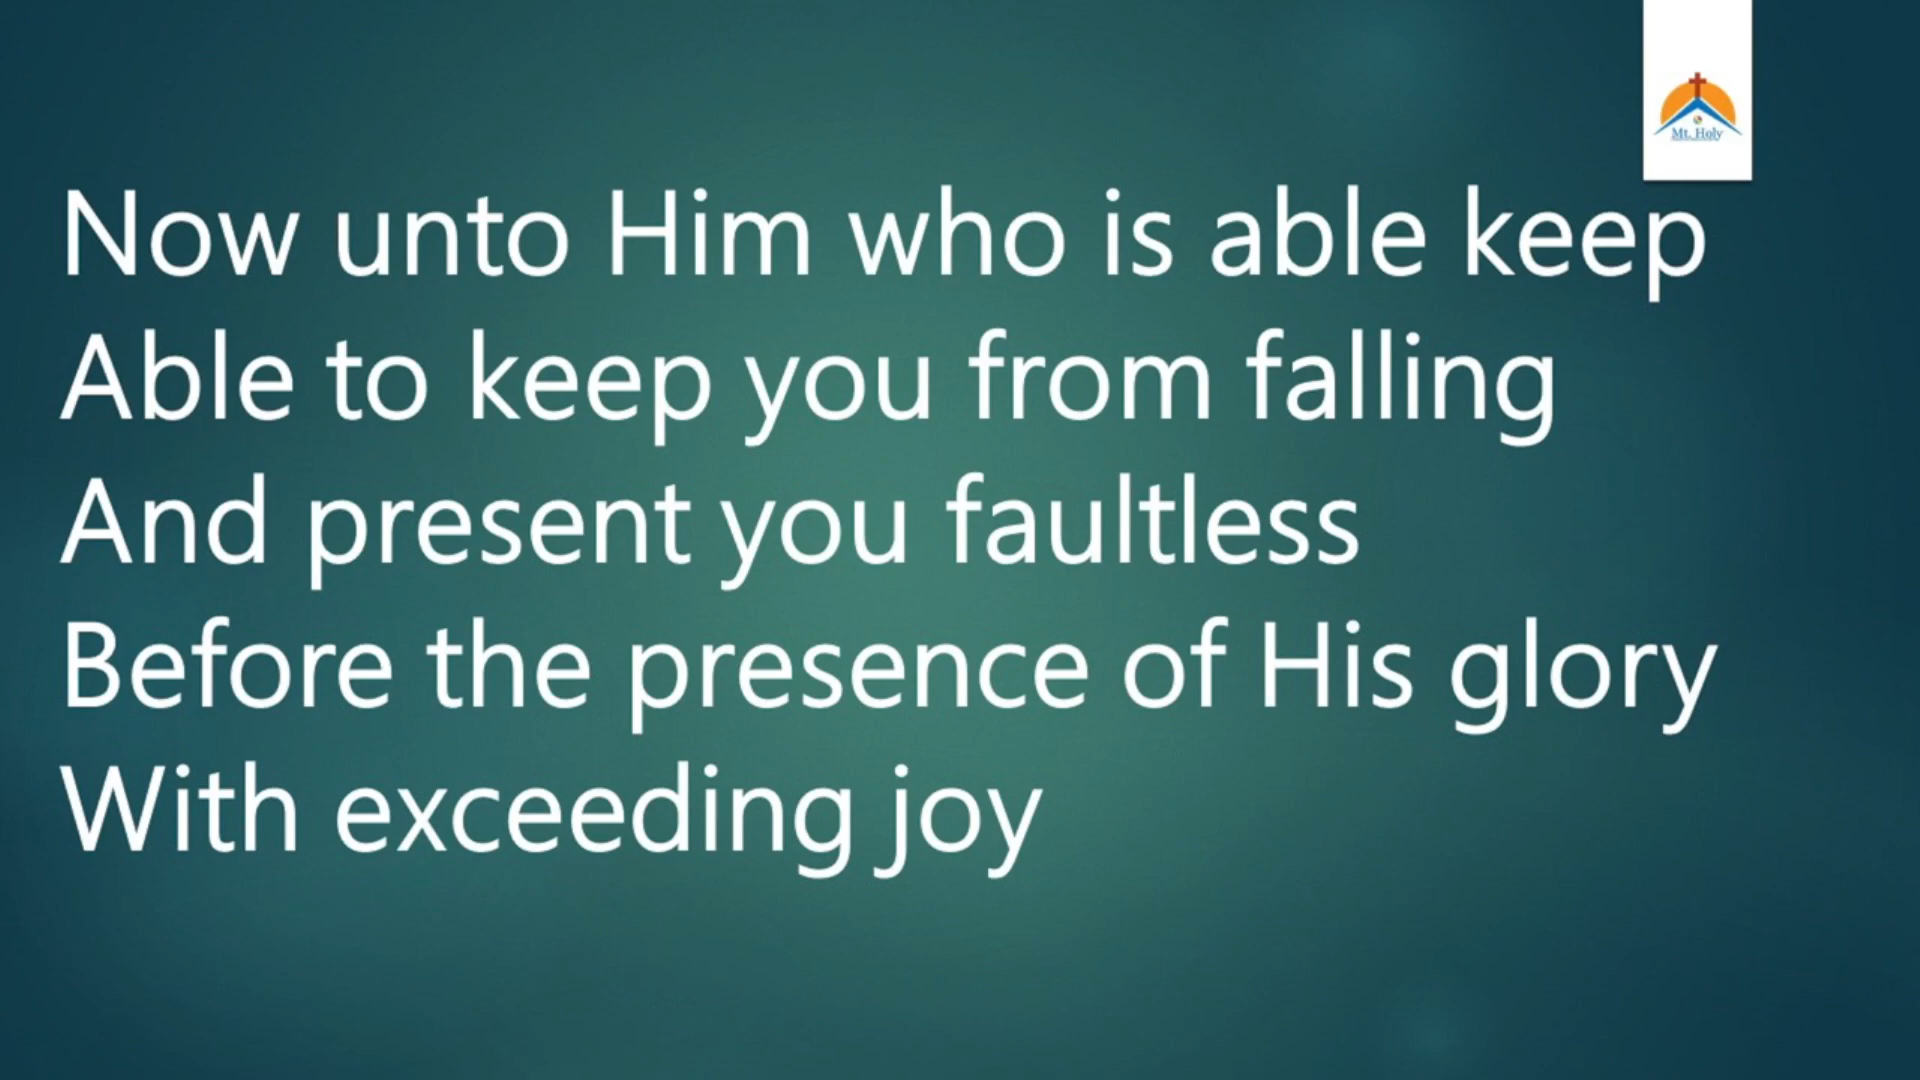 Mt. Holy
Now unto Him who is able keep
Able to keep you from falling
And present you faultless
Before the presence of His glory
With exceeding joy